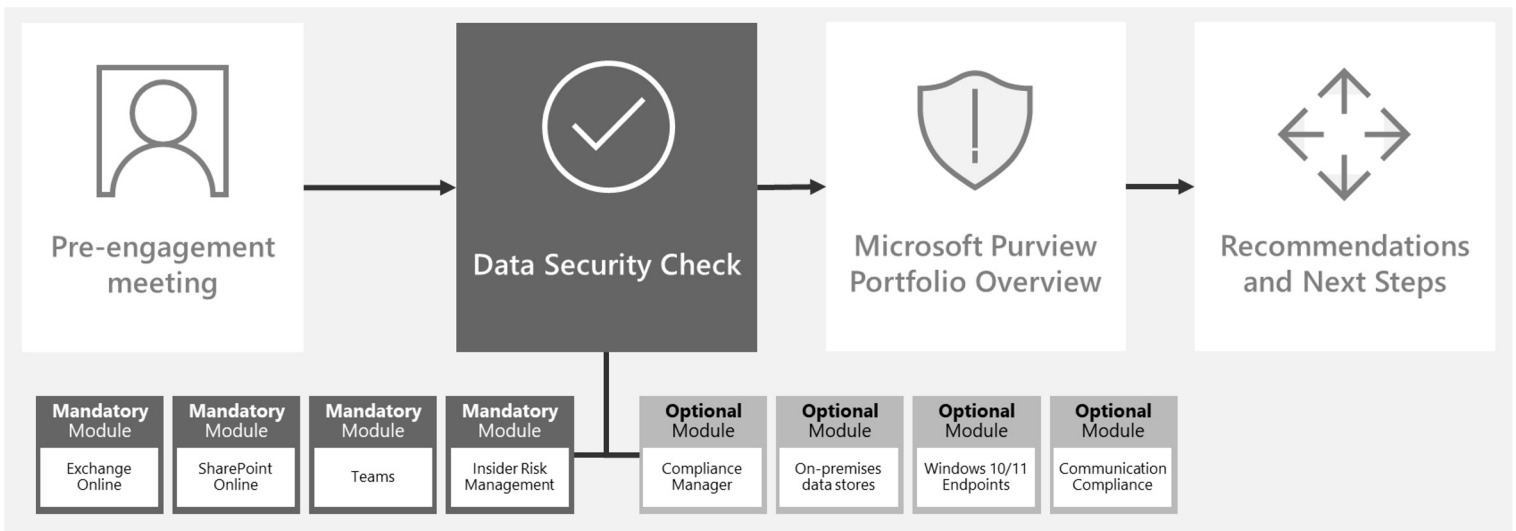 Pre-engagement
meeting
Data Security Check
Microsoft Purview
Portfolio Overview
Recommendations
and Next Steps
Mandatory
Module
Exchange
Online
Mandatory
Module
SharePoint
Online
Mandatory
Module
Teams
Mandatory
Module
Insider Risk
Management
Optional
Module
Compliance
Manager
Optional
Module
On-premises
data stores
Optional
Module
Windows 10/11
Endpoints
Optional
Module
Communication
Compliance